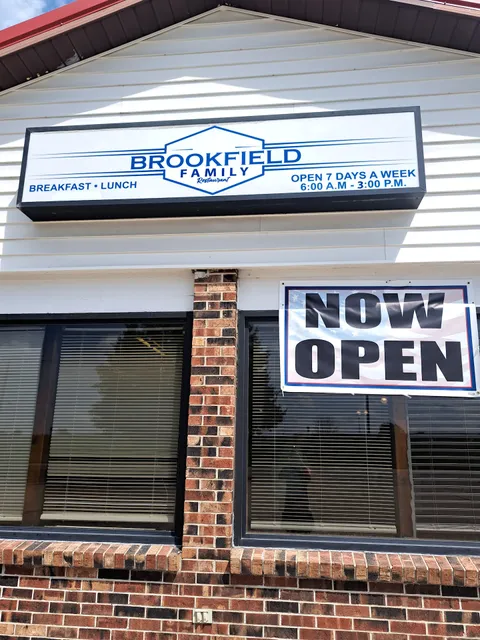 BROOKFIELD
FAMILY
Restaurant
BREAKFAST • LUNCH
OPEN 7 DAYS A WEEK
6:00 A.M - 3:00 P.M.
NOW
OPEN